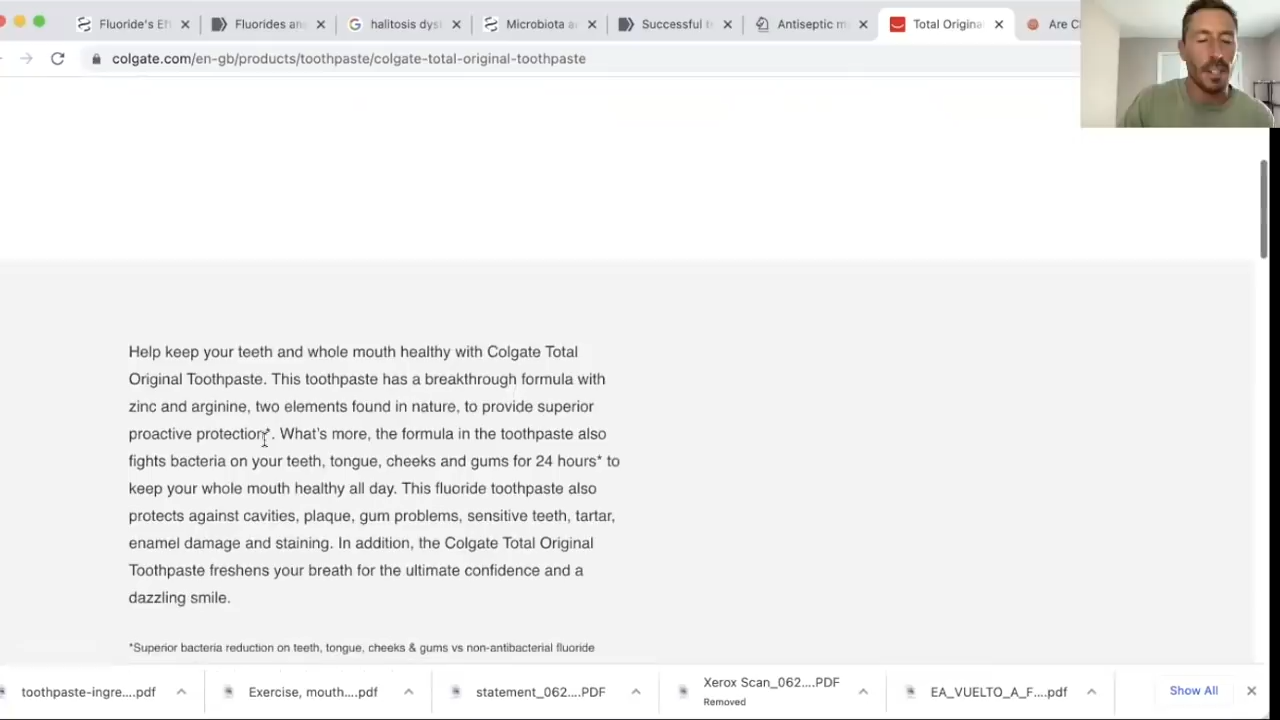 Fluoride's Ef
Fluorides an
halitosis dys
Microbiota a
Successful t
Antiseptic m
Total Origina
Are C
colgate.com/en-gb/products/toothpaste/colgate-total-original-toothpaste
Help keep your teeth and whole mouth healthy with Colgate Total
Original Toothpaste. This toothpaste has a breakthrough formula with
zinc and arginine, two elements found in nature, to provide superior
proactive protection*. What's more, the formula in the toothpaste also
fights bacteria on your teeth, tongue, cheeks and gums for 24 hours* to
keep your whole mouth healthy all day. This fluoride toothpaste also
protects against cavities, plaque, gum problems, sensitive teeth, tartar,
enamel damage and staining. In addition, the Colgate Total Original
Toothpaste freshens your breath for the ultimate confidence and a
dazzling smile.
*Superior bacteria reduction on teeth, tongue, cheeks & gums vs non-antibacterial fluoride
toothpaste-ingre....pdf
Exercise, mouth....pdf
statement_062....PDF
Xerox Scan_062....PDF
Removed
EA_VUELTO_A_F....pdf
Show All